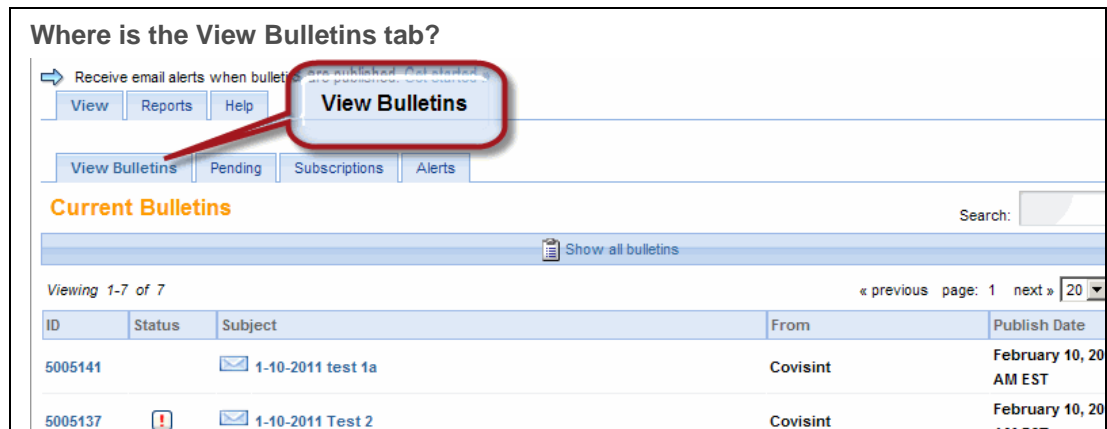 Where is the View Bulletins tab?
Receive email alerts when bulletins are published. Get started »
View Reports Help
View Bulletins
View Bulletins Pending Subscriptions Alerts
Current Bulletins
Search:
Show all bulletins
Viewing 1-7 of 7
« previous page: 1 next » 20
ID Status Subject From Publish Date
5005141 1-10-2011 test 1a Covisint February 10, 20
AM EST
5005137 ! 1-10-2011 Test 2 Covisint February 10, 20